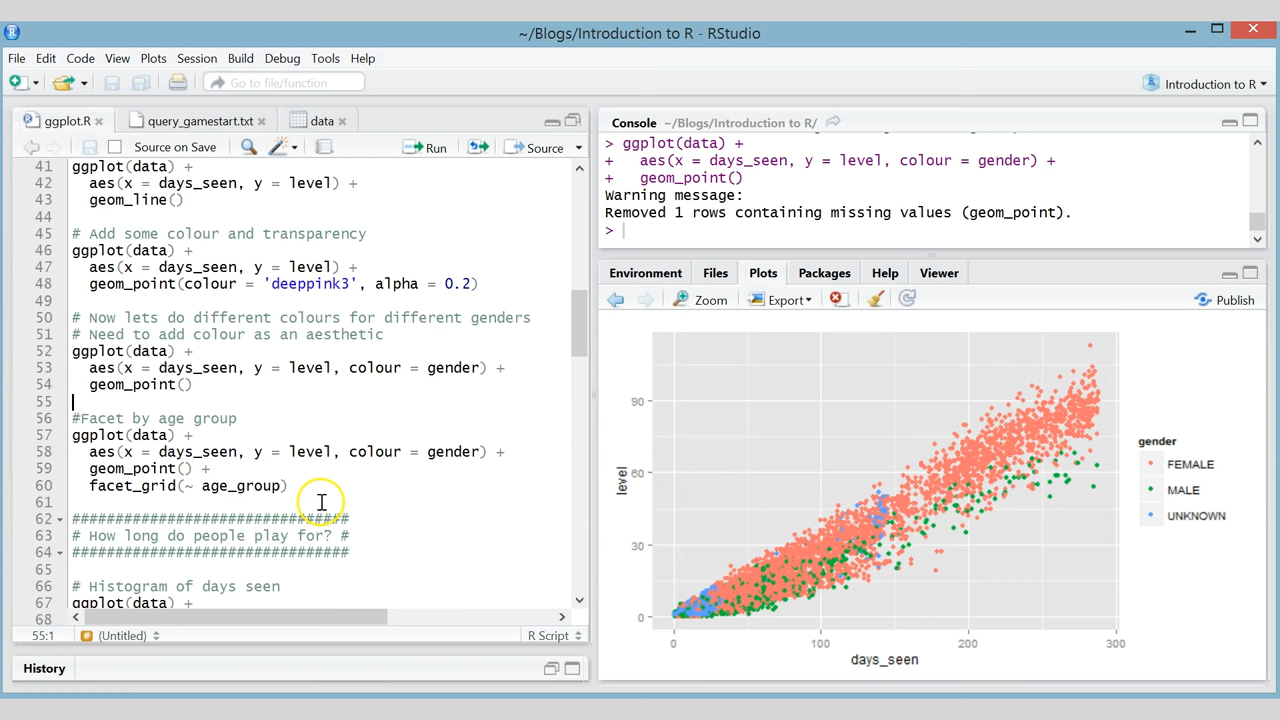 ~/Blogs/Introduction to R - RStudio
File Edit Code View Plots Session Build Debug Tools Help
Go to file/function
Introduction to R
ggplot.R
query_gamestart.txt
data
Source on Save
Run
Source
41 ggplot(data) +
42 aes(x = days_seen, y = level) +
43 geom_line()
44
45 # Add some colour and transparency
46 ggplot(data) +
47 aes(x = days_seen, y = level) +
48 geom_point(colour = 'deeppink3', alpha = 0.2)
49
50 # Now lets do different colours for different genders
51 # Need to add colour as an aesthetic
52 ggplot(data) +
53 aes(x = days_seen, y = level, colour = gender) +
54 geom_point()
55
56 #Facet by age group
57 ggplot(data) +
58 aes(x = days_seen, y = level, colour = gender) +
59 geom_point() +
60 facet_grid(~ age_group)
61
62 ################################
63 # How long do people play for? #
64 ################################
65
66 # Histogram of days seen
67 ggplot(data) +
68
55:1 (Untitled) R Script
History
Console ~/Blogs/Introduction to R/
> ggplot(data) +
+ aes(x = days_seen, y = level, colour = gender) +
+ geom_point()
Warning message:
Removed 1 rows containing missing values (geom_point).
>
Environment Files Plots Packages Help Viewer
Zoom Export Publish
90
60
30
0
level
0 100 200 300
days_seen
gender
FEMALE
MALE
UNKNOWN